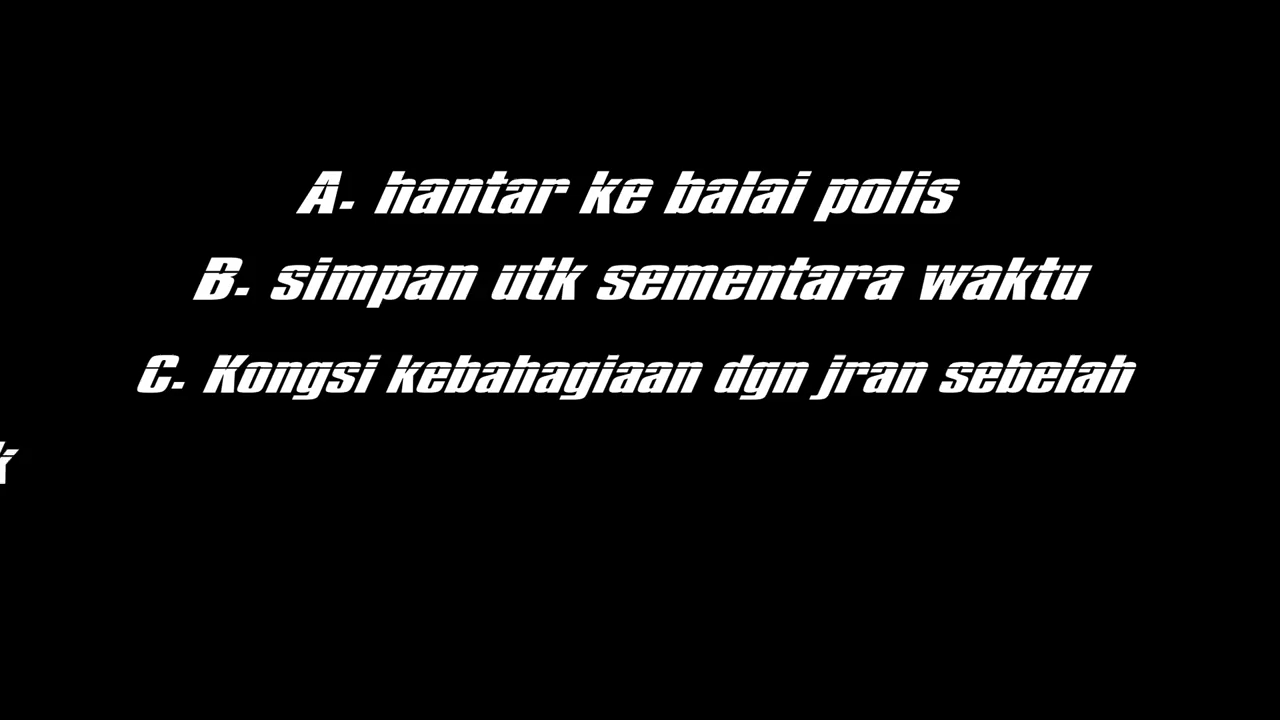 A. hantar ke balai polis
B. simpan utk sementara waktu
C. Kongsi kebahagiaan dgn jran sebelah
k